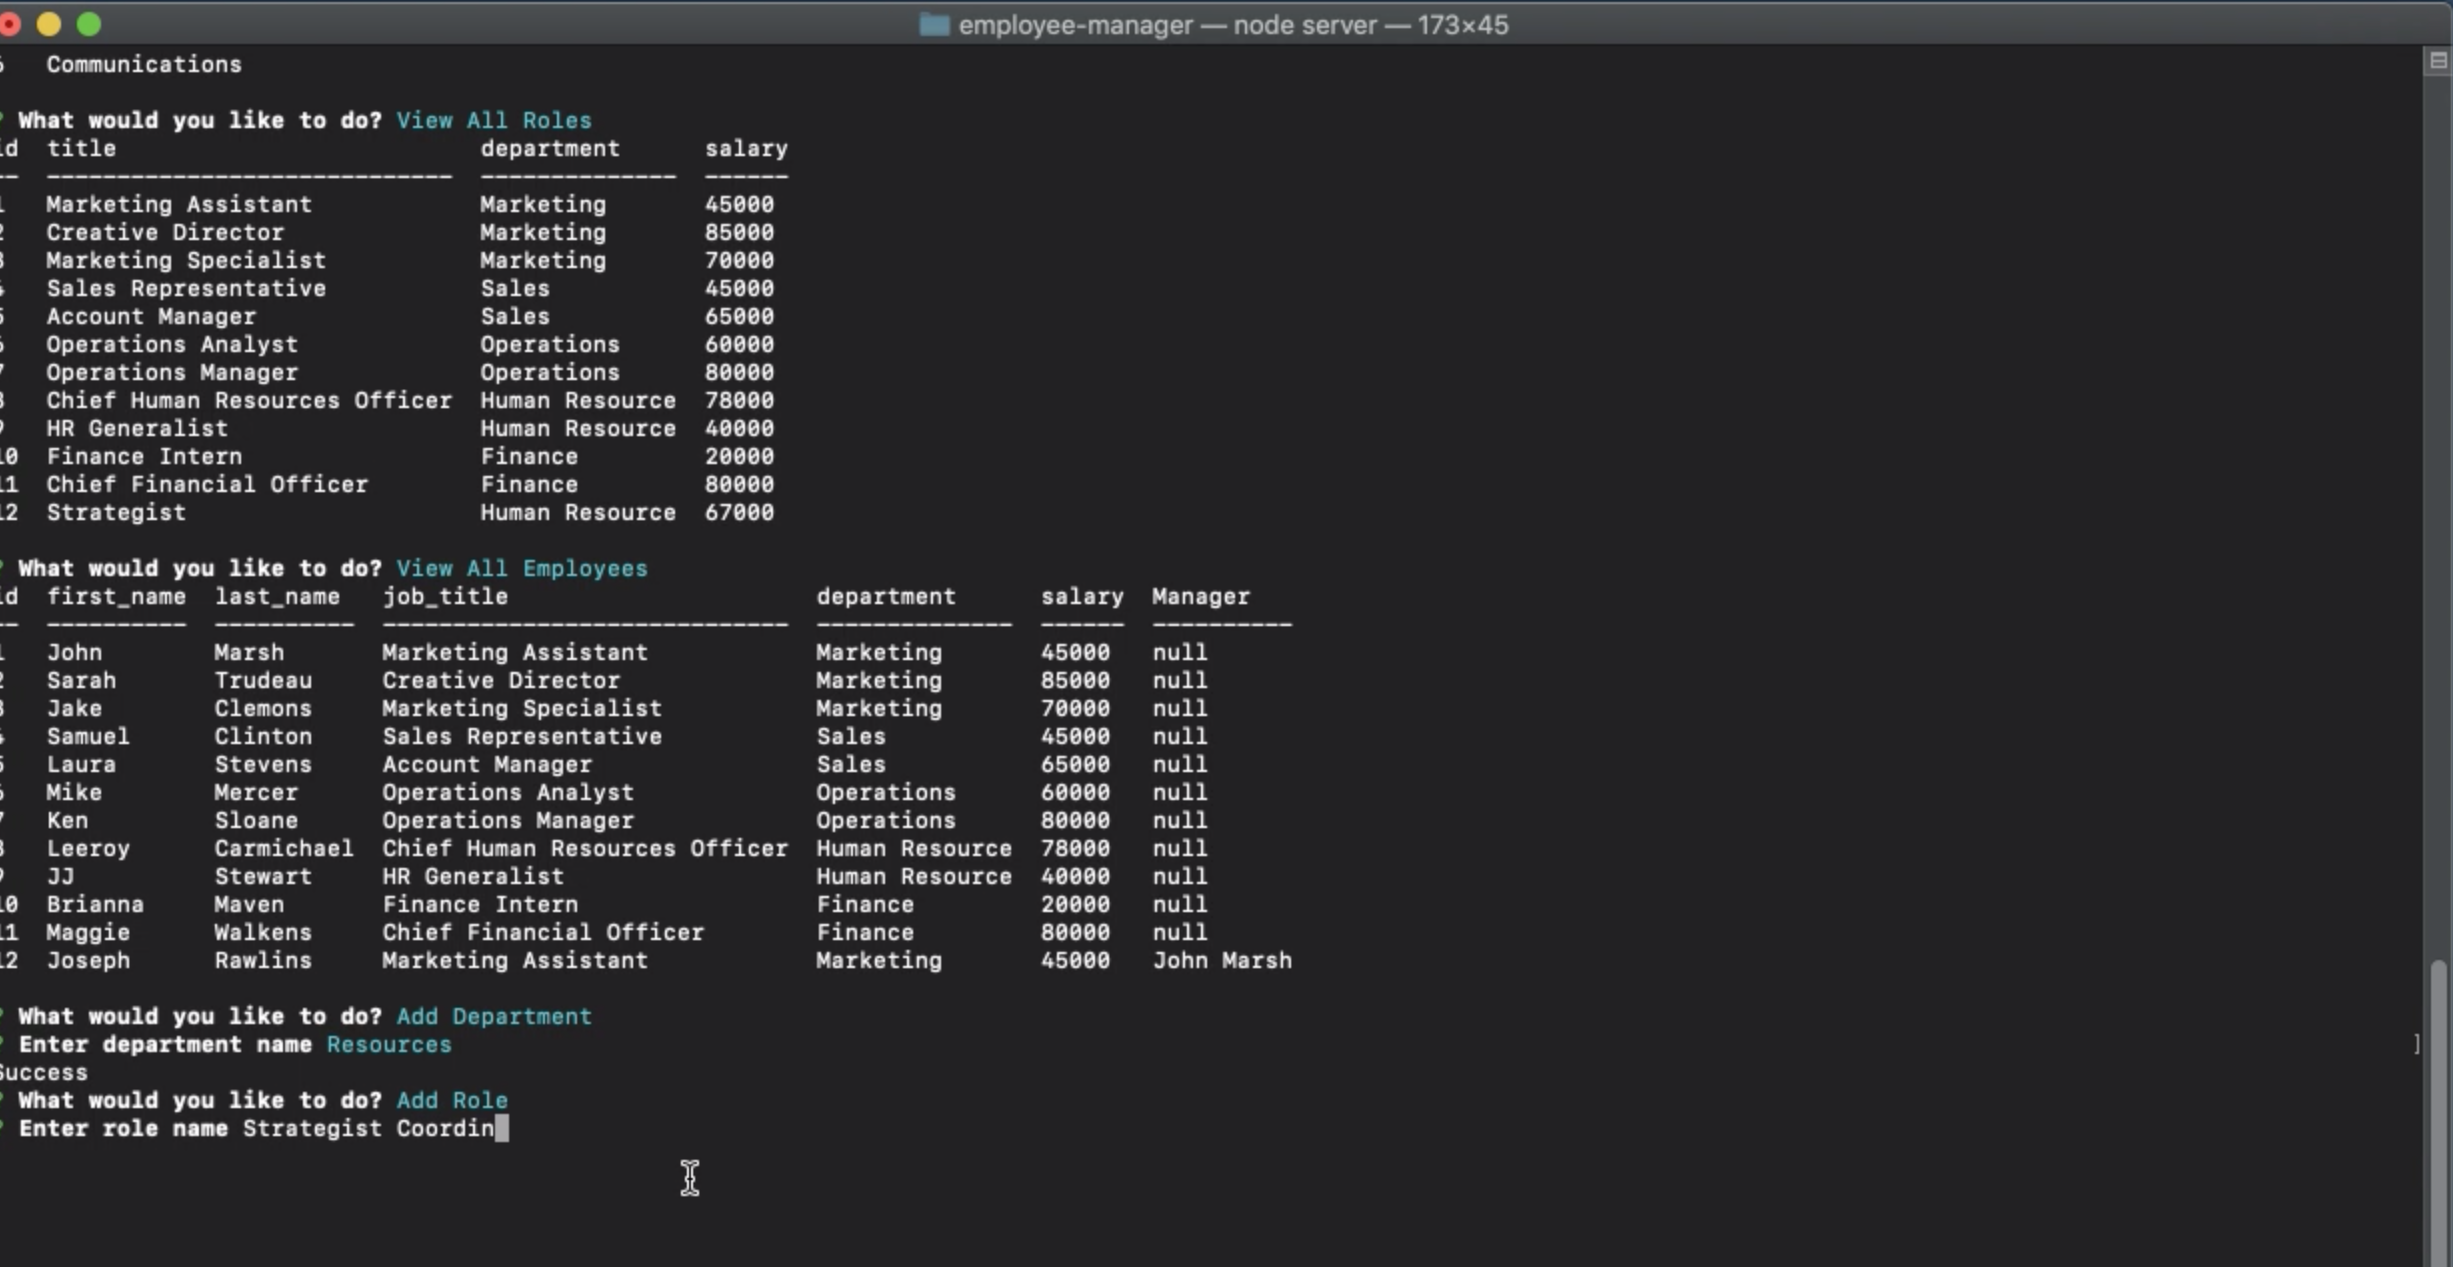 employee-manager — node server — 173×45
Communications
? What would you like to do? View All Roles
id title department salary
-- ----------------------------- -------------- ------
1 Marketing Assistant Marketing 45000
2 Creative Director Marketing 85000
3 Marketing Specialist Marketing 70000
4 Sales Representative Sales 45000
5 Account Manager Sales 65000
6 Operations Analyst Operations 60000
7 Operations Manager Operations 80000
8 Chief Human Resources Officer Human Resource 78000
9 HR Generalist Human Resource 40000
10 Finance Intern Finance 20000
11 Chief Financial Officer Finance 80000
12 Strategist Human Resource 67000
? What would you like to do? View All Employees
id first_name last_name job_title department salary Manager
-- ---------- ---------- ----------------------------- -------------- ------ ----------
1 John Marsh Marketing Assistant Marketing 45000 null
2 Sarah Trudeau Creative Director Marketing 85000 null
3 Jake Clemons Marketing Specialist Marketing 70000 null
4 Samuel Clinton Sales Representative Sales 45000 null
5 Laura Stevens Account Manager Sales 65000 null
6 Mike Mercer Operations Analyst Operations 60000 null
7 Ken Sloane Operations Manager Operations 80000 null
8 Leeroy Carmichael Chief Human Resources Officer Human Resource 78000 null
9 JJ Stewart HR Generalist Human Resource 40000 null
10 Brianna Maven Finance Intern Finance 20000 null
11 Maggie Walkens Chief Financial Officer Finance 80000 null
12 Joseph Rawlins Marketing Assistant Marketing 45000 John Marsh
? What would you like to do? Add Department
? Enter department name Resources ]
Success
? What would you like to do? Add Role
? Enter role name Strategist Coordin